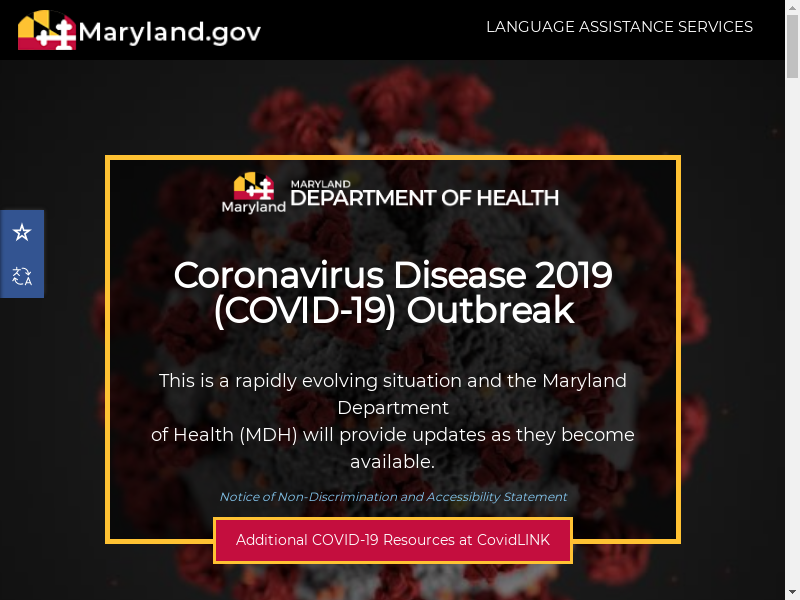 Maryland.gov
LANGUAGE ASSISTANCE SERVICES
Maryland
MARYLAND
DEPARTMENT OF HEALTH
Coronavirus Disease 2019
(COVID-19) Outbreak
This is a rapidly evolving situation and the Maryland
Department
of Health (MDH) will provide updates as they become
available.
Notice of Non-Discrimination and Accessibility Statement
Additional COVID-19 Resources at CovidLINK